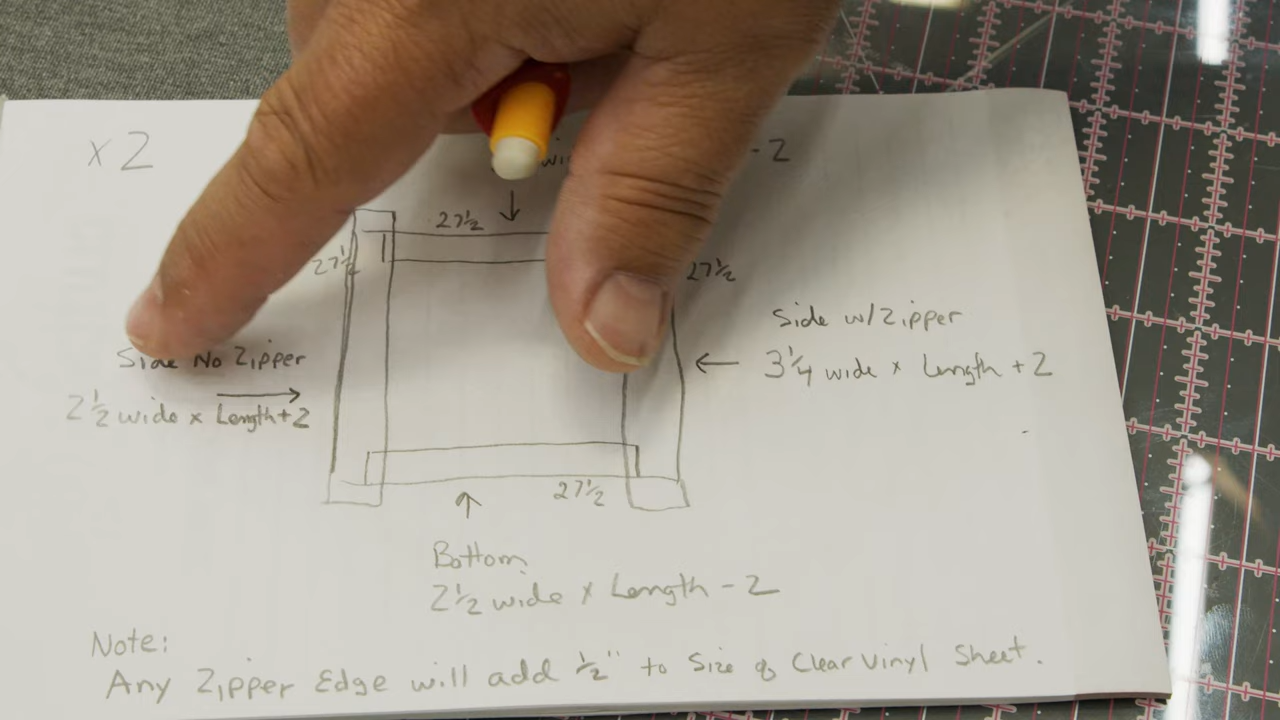 x 2
- 2
27½
27½
27½
Side w/Zipper
3¼ wide x Length + 2
Side No Zipper
2½ wide x Length + 2
27½
Bottom
2½ wide x Length - 2
Note:
Any Zipper Edge will add ½" to Size of Clear Vinyl Sheet.